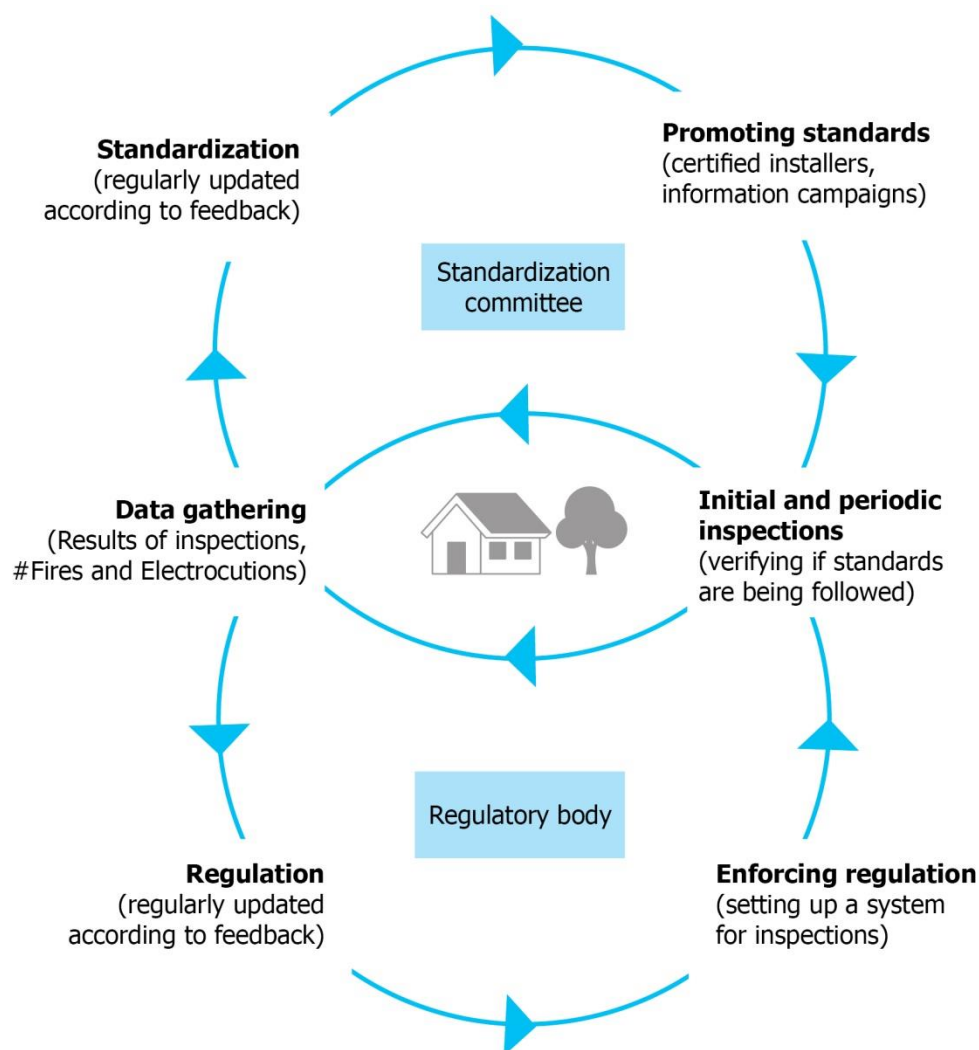 Standardization
(regularly updated
according to feedback)
Promoting standards
(certified installers,
information campaigns)
Standardization
committee
Data gathering
(Results of inspections,
#Fires and Electrocutions)
Initial and periodic
inspections
(verifying if standards
are being followed)
Regulatory body
Regulation
(regularly updated
according to feedback)
Enforcing regulation
(setting up a system
for inspections)